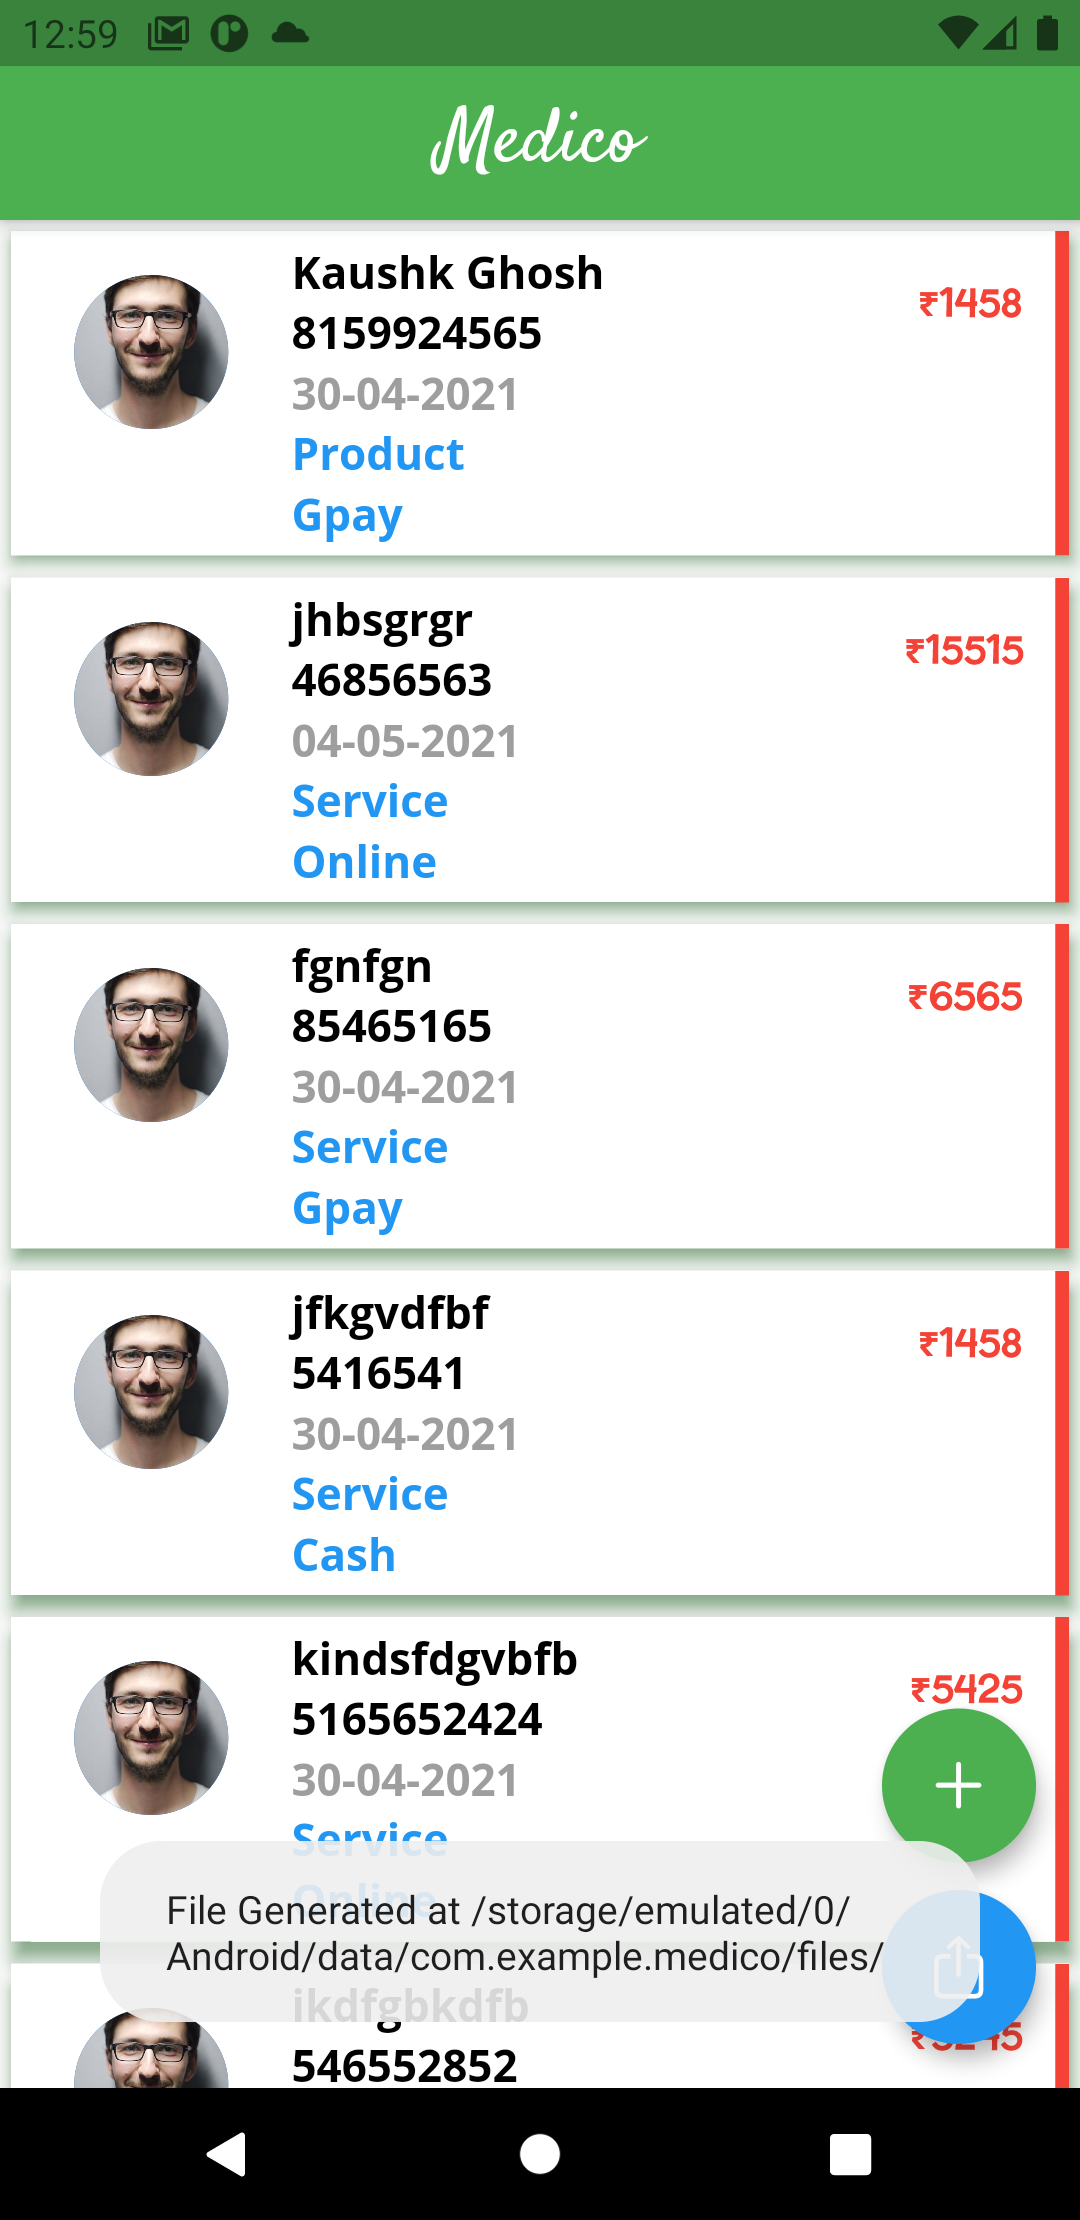 12:59
Medico
Kaushk Ghosh
₹1458
8159924565
30-04-2021
Product
Gpay
jhbsgrgr
₹15515
46856563
04-05-2021
Service
Online
fgnfgn
₹6565
85465165
30-04-2021
Service
Gpay
jfkgvdfbf
₹1458
5416541
30-04-2021
Service
Cash
kindsfdgvbfb
₹5425
5165652424
30-04-2021
Service
Online
File Generated at /storage/emulated/0/
Android/data/com.example.medico/files/
ikdfgbkdfb
546552852